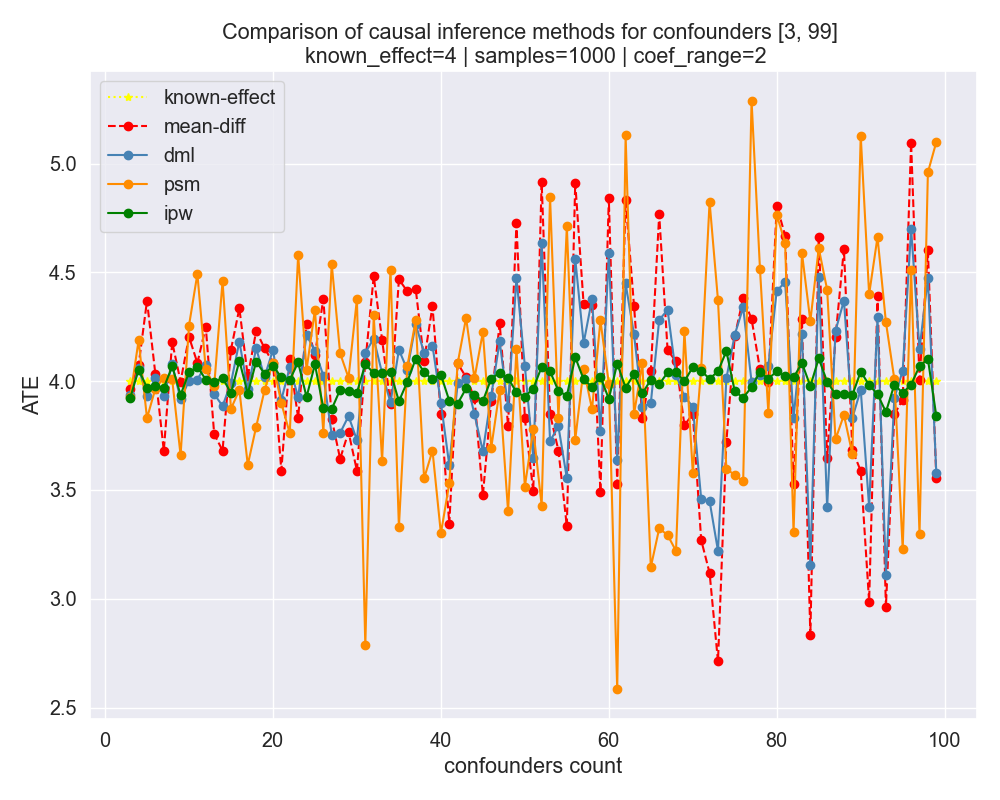 Comparison of causal inference methods for confounders [3, 99]
known_effect=4 | samples=1000 | coef_range=2
known-effect
mean-diff
dml
psm
ipw
5.0
4.5
4.0
3.5
3.0
2.5
ATE
0 20 40 60 80 100
confounders count